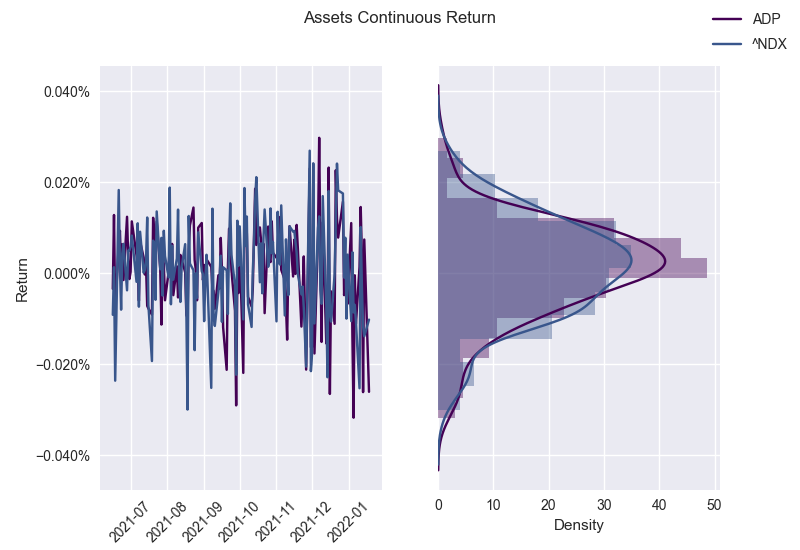 Assets Continuous Return
ADP
^NDX
Return
0.040%
0.020%
0.000%
−0.020%
−0.040%
2021-07
2021-08
2021-09
2021-10
2021-11
2021-12
2022-01
0 10 20 30 40 50
Density